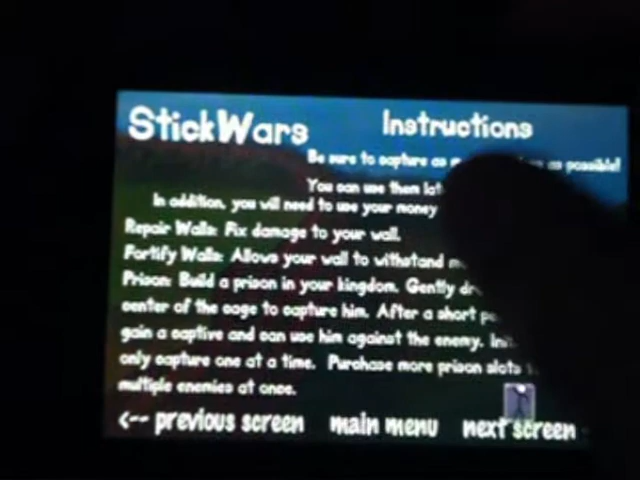 StickWars
Instructions
Be sure to capture as as possible!
You can use them
In addition, you will need to use your money
Repair Walls: Fix damage to your wall.
Fortify Walls: Allows your wall to withstand
Prison: Build a prison in your kingdom. Gently
center of the cage to capture him. After a short
gain a captive and can use him against the enemy.
only capture one at a time. Purchase more prison slots
multiple enemies at once.
<-- previous screen main menu next screen